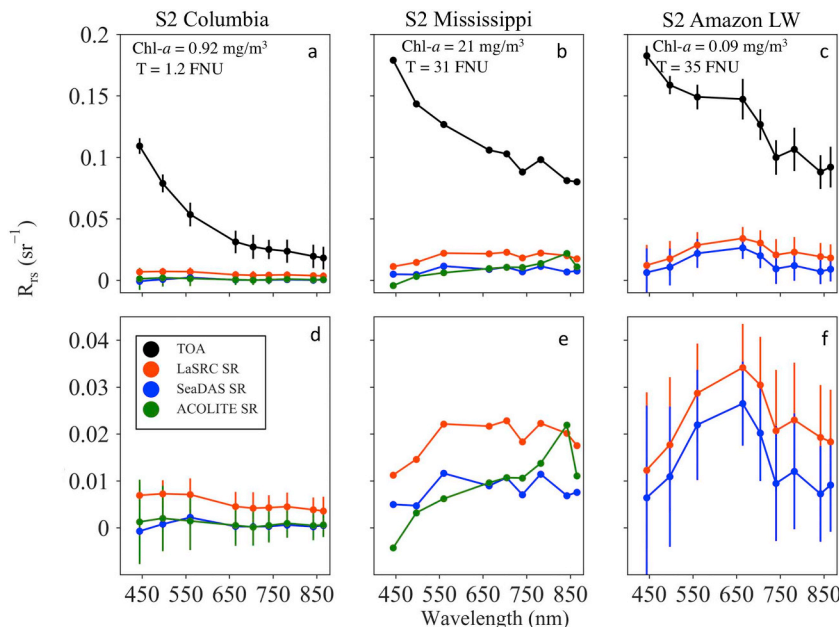 S2 Columbia
S2 Mississippi
S2 Amazon LW
0.2
0.15
0.1
0.05
0
Rrs (sr⁻¹)
Chl-a = 0.92 mg/m³
T = 1.2 FNU
a
Chl-a = 21 mg/m³
T = 31 FNU
b
Chl-a = 0.09 mg/m³
T = 35 FNU
c
0.04
0.03
0.02
0.01
0
d
TOA
LaSRC SR
SeaDAS SR
ACOLITE SR
e
f
450 550 650 750 850
450 550 650 750 850
450 550 650 750 850
Wavelength (nm)